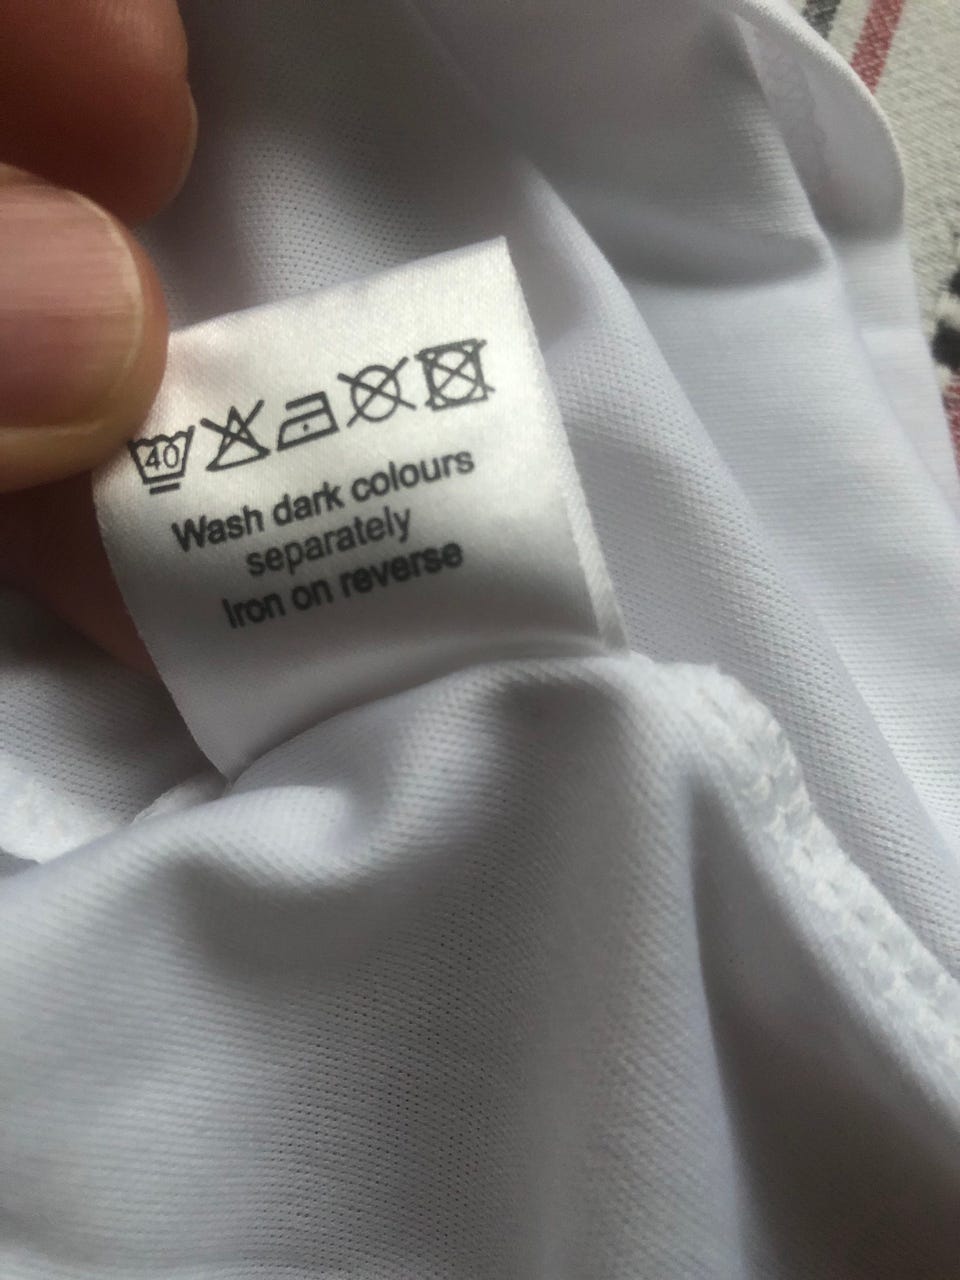 40
Wash dark colours
separately
Iron on reverse